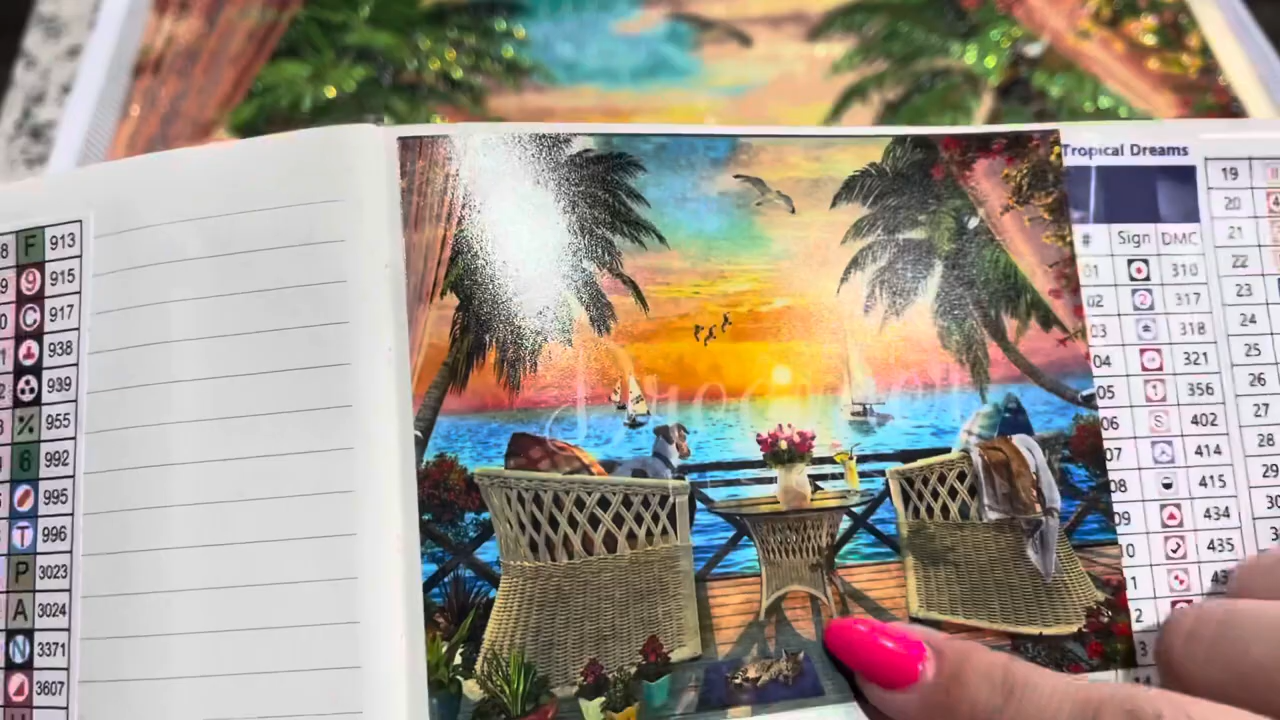 F 913
9 915
C 917
938
939
% 955
6 992
995
T 996
P 3023
A 3024
N 3371
3607
Tropical Dreams
# Sign DMC
01 310
02 2 317
03 318
04 321
05 1 356
06 S 402
07 414
08 415
09 434
10 435
19
20
21
22
23
24
25
26
27
28
29